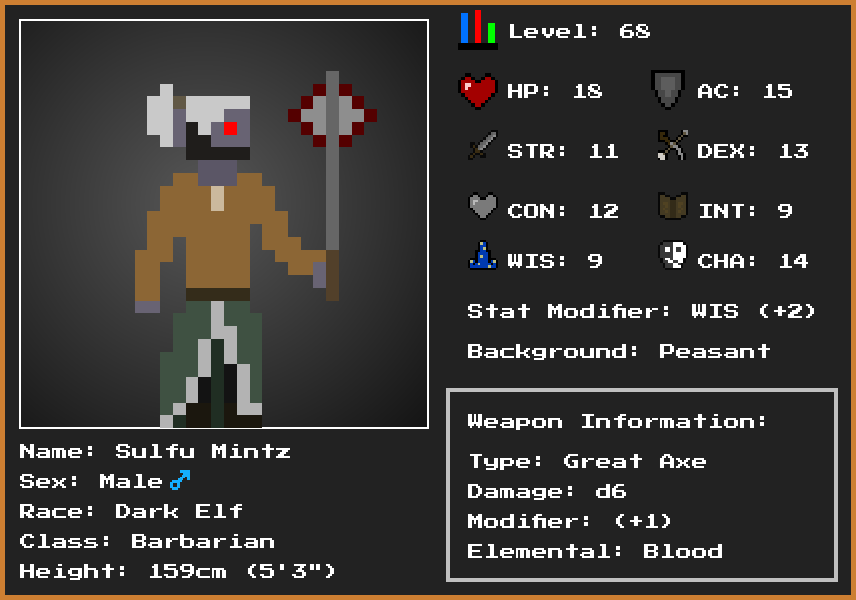 Level: 68
HP: 18
AC: 15
STR: 11
DEX: 13
CON: 12
INT: 9
WIS: 9
CHA: 14
Stat Modifier: WIS (+2)
Background: Peasant
Weapon Information:
Type: Great Axe
Damage: d6
Modifier: (+1)
Elemental: Blood
Name: Sulfu Mintz
Sex: Male♂
Race: Dark Elf
Class: Barbarian
Height: 159cm (5'3")